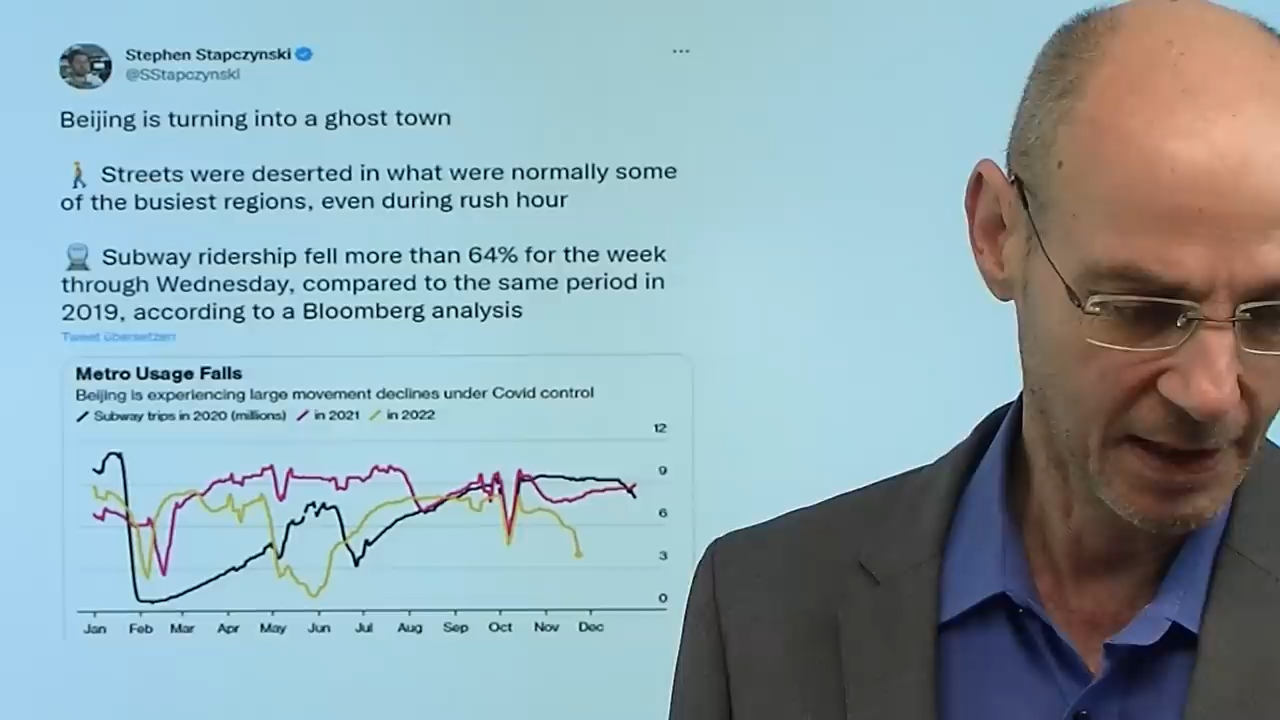 Stephen Stapczynski
@SStapczynski
Beijing is turning into a ghost town
Streets were deserted in what were normally some
of the busiest regions, even during rush hour
Subway ridership fell more than 64% for the week
through Wednesday, compared to the same period in
2019, according to a Bloomberg analysis
Tweet übersetzen
Metro Usage Falls
Beijing is experiencing large movement declines under Covid control
Subway trips in 2020 (millions) in 2021 in 2022
12
9
6
3
0
Jan Feb Mar Apr May Jun Jul Aug Sep Oct Nov Dec